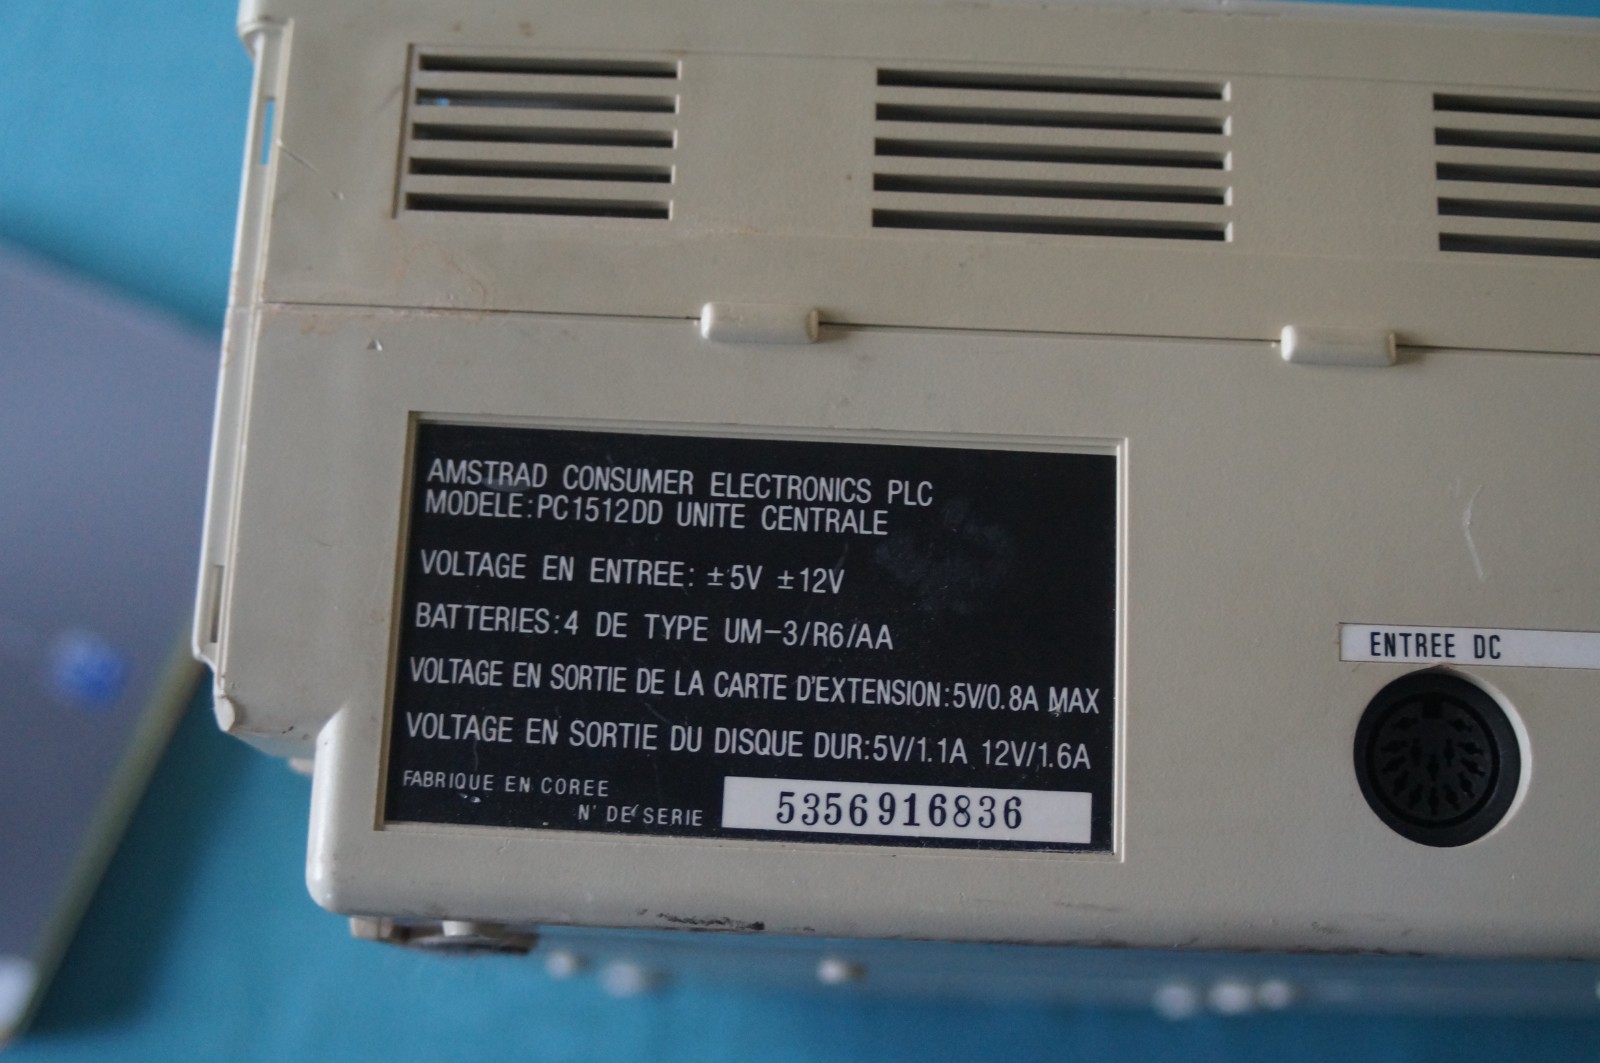 AMSTRAD CONSUMER ELECTRONICS PLC
MODELE:PC1512DD UNITE CENTRALE
VOLTAGE EN ENTREE: ±5V ±12V
BATTERIES:4 DE TYPE UM-3/R6/AA
VOLTAGE EN SORTIE DE LA CARTE D'EXTENSION:5V/0.8A MAX
VOLTAGE EN SORTIE DU DISQUE DUR:5V/1.1A 12V/1.6A
FABRIQUE EN COREE
N' DE SERIE 5356916836
ENTREE DC